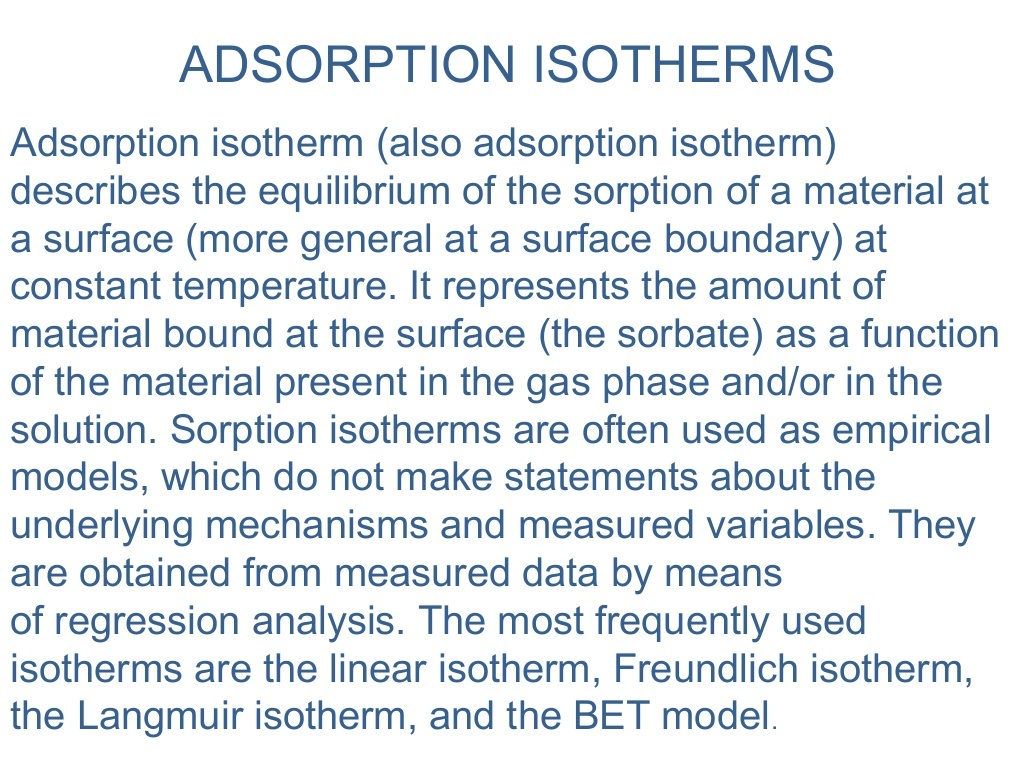 ADSORPTION ISOTHERMS
Adsorption isotherm (also adsorption isotherm)
describes the equilibrium of the sorption of a material at
a surface (more general at a surface boundary) at
constant temperature. It represents the amount of
material bound at the surface (the sorbate) as a function
of the material present in the gas phase and/or in the
solution. Sorption isotherms are often used as empirical
models, which do not make statements about the
underlying mechanisms and measured variables. They
are obtained from measured data by means
of regression analysis. The most frequently used
isotherms are the linear isotherm, Freundlich isotherm,
the Langmuir isotherm, and the BET model.